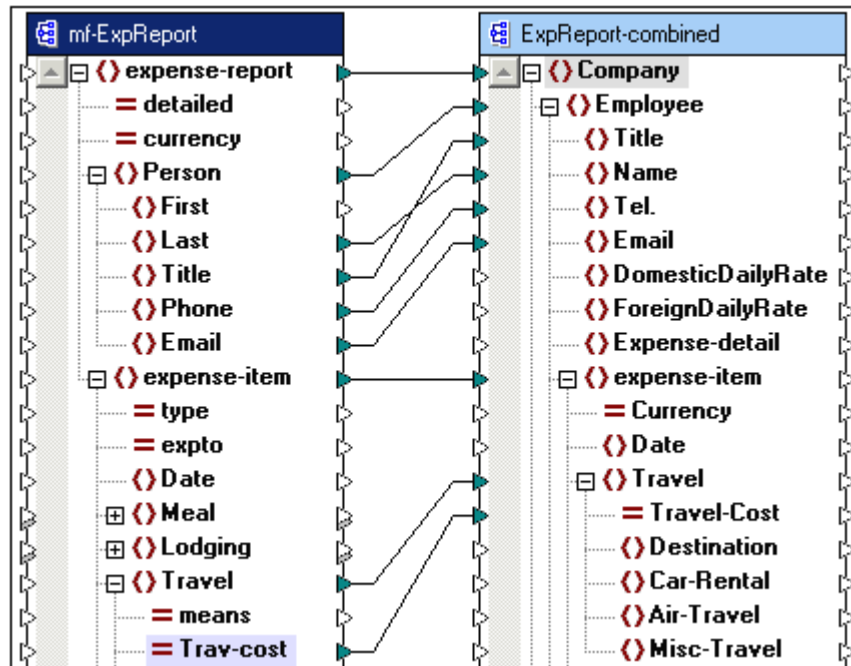 mf-ExpReport
expense-report
detailed
currency
Person
First
Last
Title
Phone
Email
expense-item
type
expto
Date
Meal
Lodging
Travel
means
Trav-cost
ExpReport-combined
Company
Employee
Title
Name
Tel.
Email
DomesticDailyRate
ForeignDailyRate
Expense-detail
expense-item
Currency
Date
Travel
Travel-Cost
Destination
Car-Rental
Air-Travel
Misc-Travel